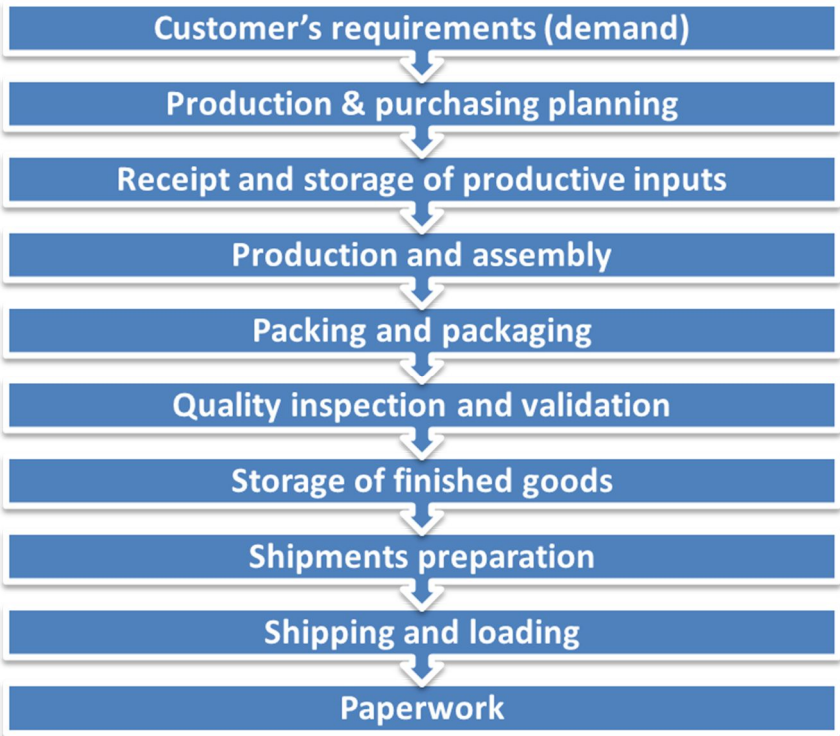 Customer’s requirements (demand)
Production & purchasing planning
Receipt and storage of productive inputs
Production and assembly
Packing and packaging
Quality inspection and validation
Storage of finished goods
Shipments preparation
Shipping and loading
Paperwork